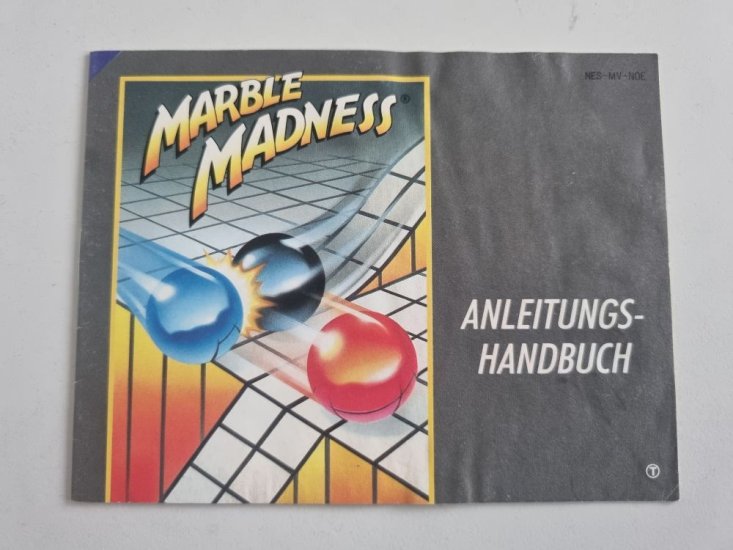 NES-MV-NOE
MARBLE
MADNESS®
ANLEITUNGS-
HANDBUCH
T